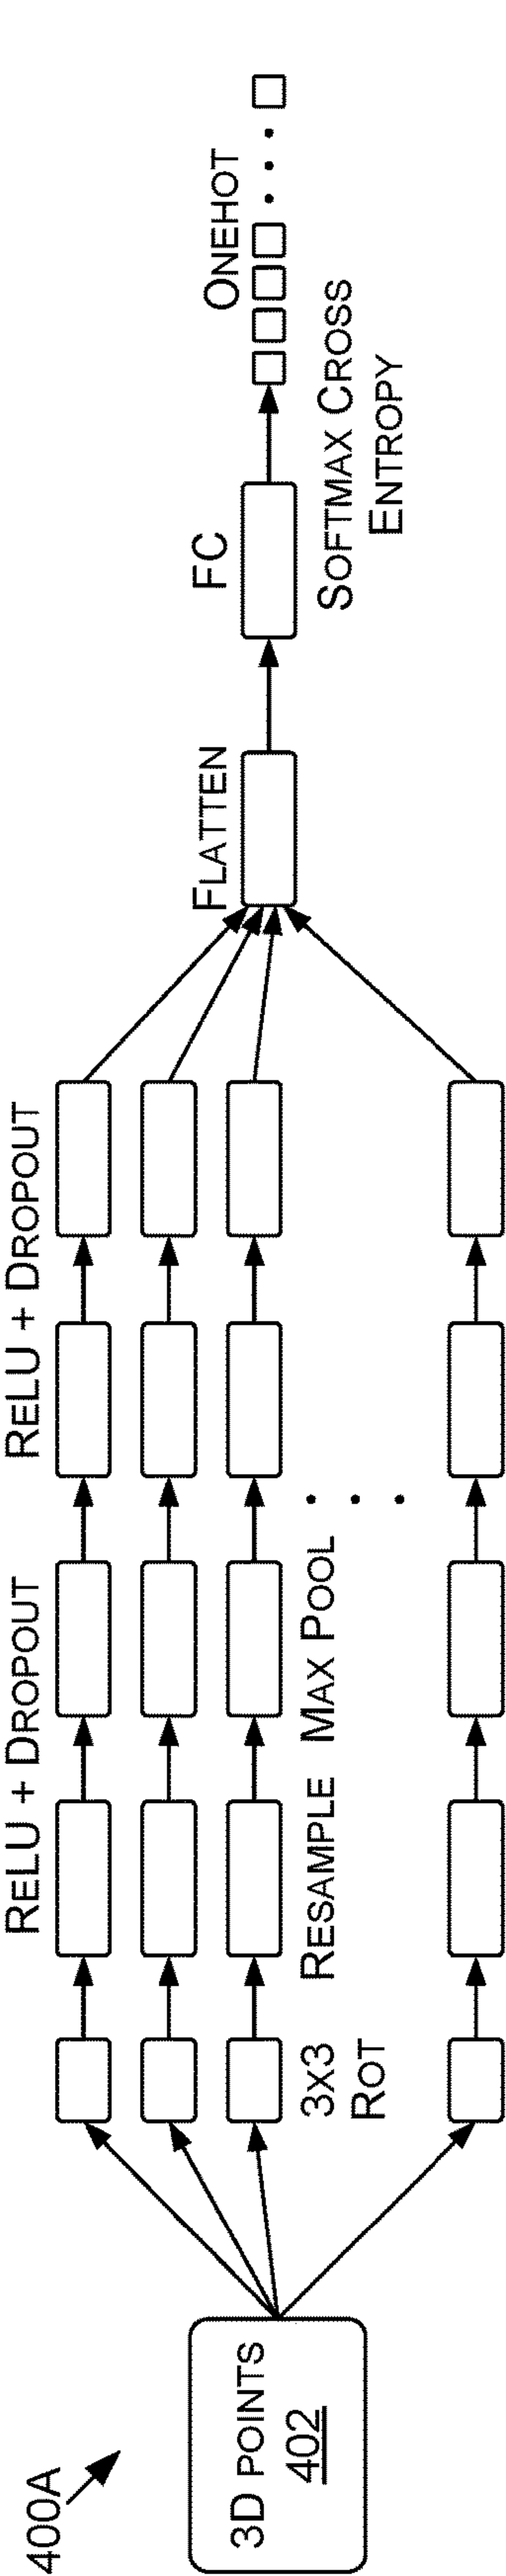 400A
3D POINTS
402
3X3
ROT
RESAMPLE
MAX POOL
RELU + DROPOUT
RELU + DROPOUT
FLATTEN
FC
SOFTMAX CROSS
ENTROPY
ONEHOT